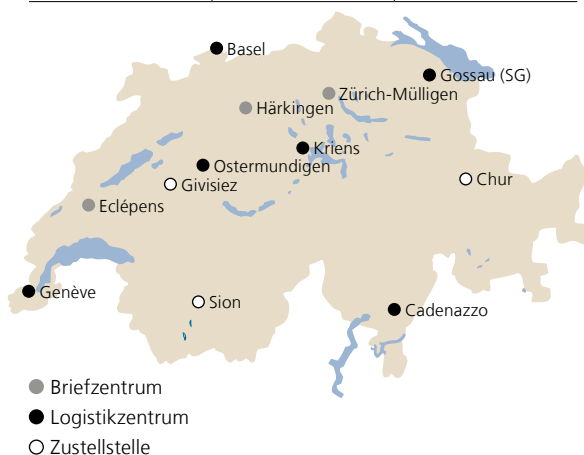 Basel
Gossau (SG)
Zürich-Mülligen
Härkingen
Kriens
Ostermundigen
Chur
Givisiez
Eclépens
Genève
Sion
Cadenazzo
Briefzentrum
Logistikzentrum
Zustellstelle